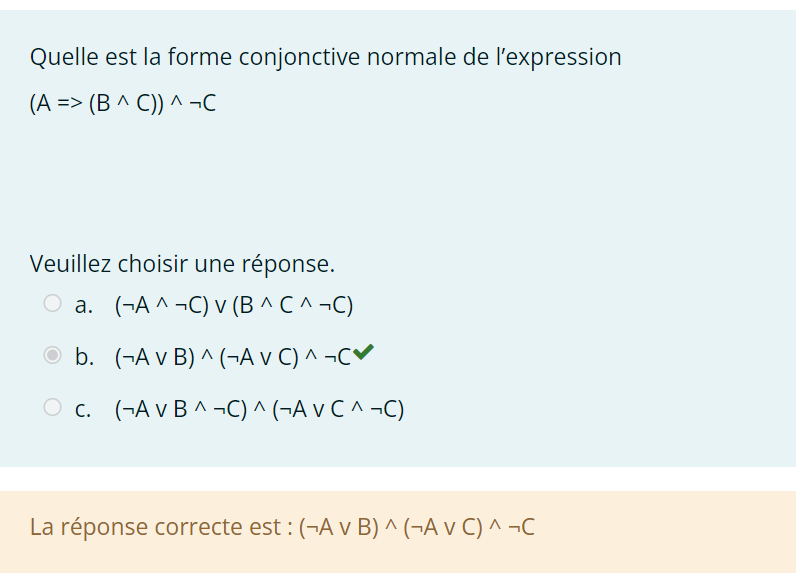 Quelle est la forme conjonctive normale de l’expression
(A => (B ^ C)) ^ ¬C
Veuillez choisir une réponse.
a. (¬A ^ ¬C) v (B ^ C ^ ¬C)
b. (¬A v B) ^ (¬A v C) ^ ¬C
c. (¬A v B ^ ¬C) ^ (¬A v C ^ ¬C)
La réponse correcte est : (¬A v B) ^ (¬A v C) ^ ¬C